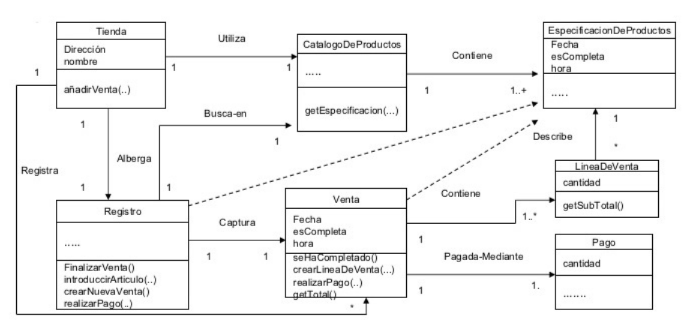 Tienda
Dirección
nombre
añadirVenta(..)
Utiliza
1
1
CatalogoDeProductos
.....
getEspecificacion(...)
Contiene
1
1..+
EspecificacionDeProductos
Fecha
esCompleta
hora
.....
1
Registra
1
Alberga
1
Busca-en
1
1
Describe
1
*
LineaDeVenta
cantidad
getSubTotal()
Registro
.....
FinalizarVenta()
introduccirArticulo(..)
crearNuevaVenta()
realizarPago(..)
Captura
1
1
Venta
Fecha
esCompleta
hora
seHaCompletado()
crearLineaDeVenta(...)
realizarPago(..)
getTotal()
*
Contiene
1
1..*
Pagada-Mediante
1
1..
Pago
cantidad
.......